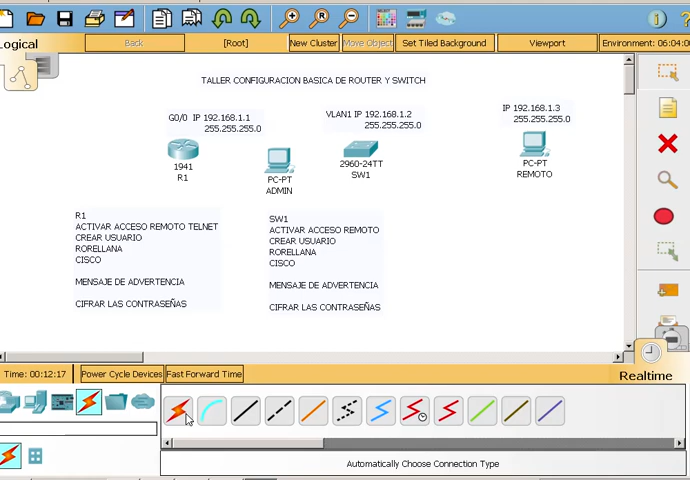 Logical
Back
[Root]
New Cluster
Move Object
Set Tiled Background
Viewport
Environment: 06:04:0
TALLER CONFIGURACION BASICA DE ROUTER Y SWITCH
G0/0 IP 192.168.1.1
255.255.255.0
VLAN1 IP 192.168.1.2
255.255.255.0
IP 192.168.1.3
255.255.255.0
1941
R1
PC-PT
ADMIN
2960-24TT
SW1
PC-PT
REMOTO
R1
ACTIVAR ACCESO REMOTO TELNET
CREAR USUARIO
RORELLANA
CISCO
MENSAJE DE ADVERTENCIA
CIFRAR LAS CONTRASEÑAS
SW1
ACTIVAR ACCESO REMOTO
CREAR USUARIO
RORELLANA
CISCO
MENSAJE DE ADVERTENCIA
CIFRAR LAS CONTRASEÑAS
Time: 00:12:17
Power Cycle Devices
Fast Forward Time
Realtime
Automatically Choose Connection Type